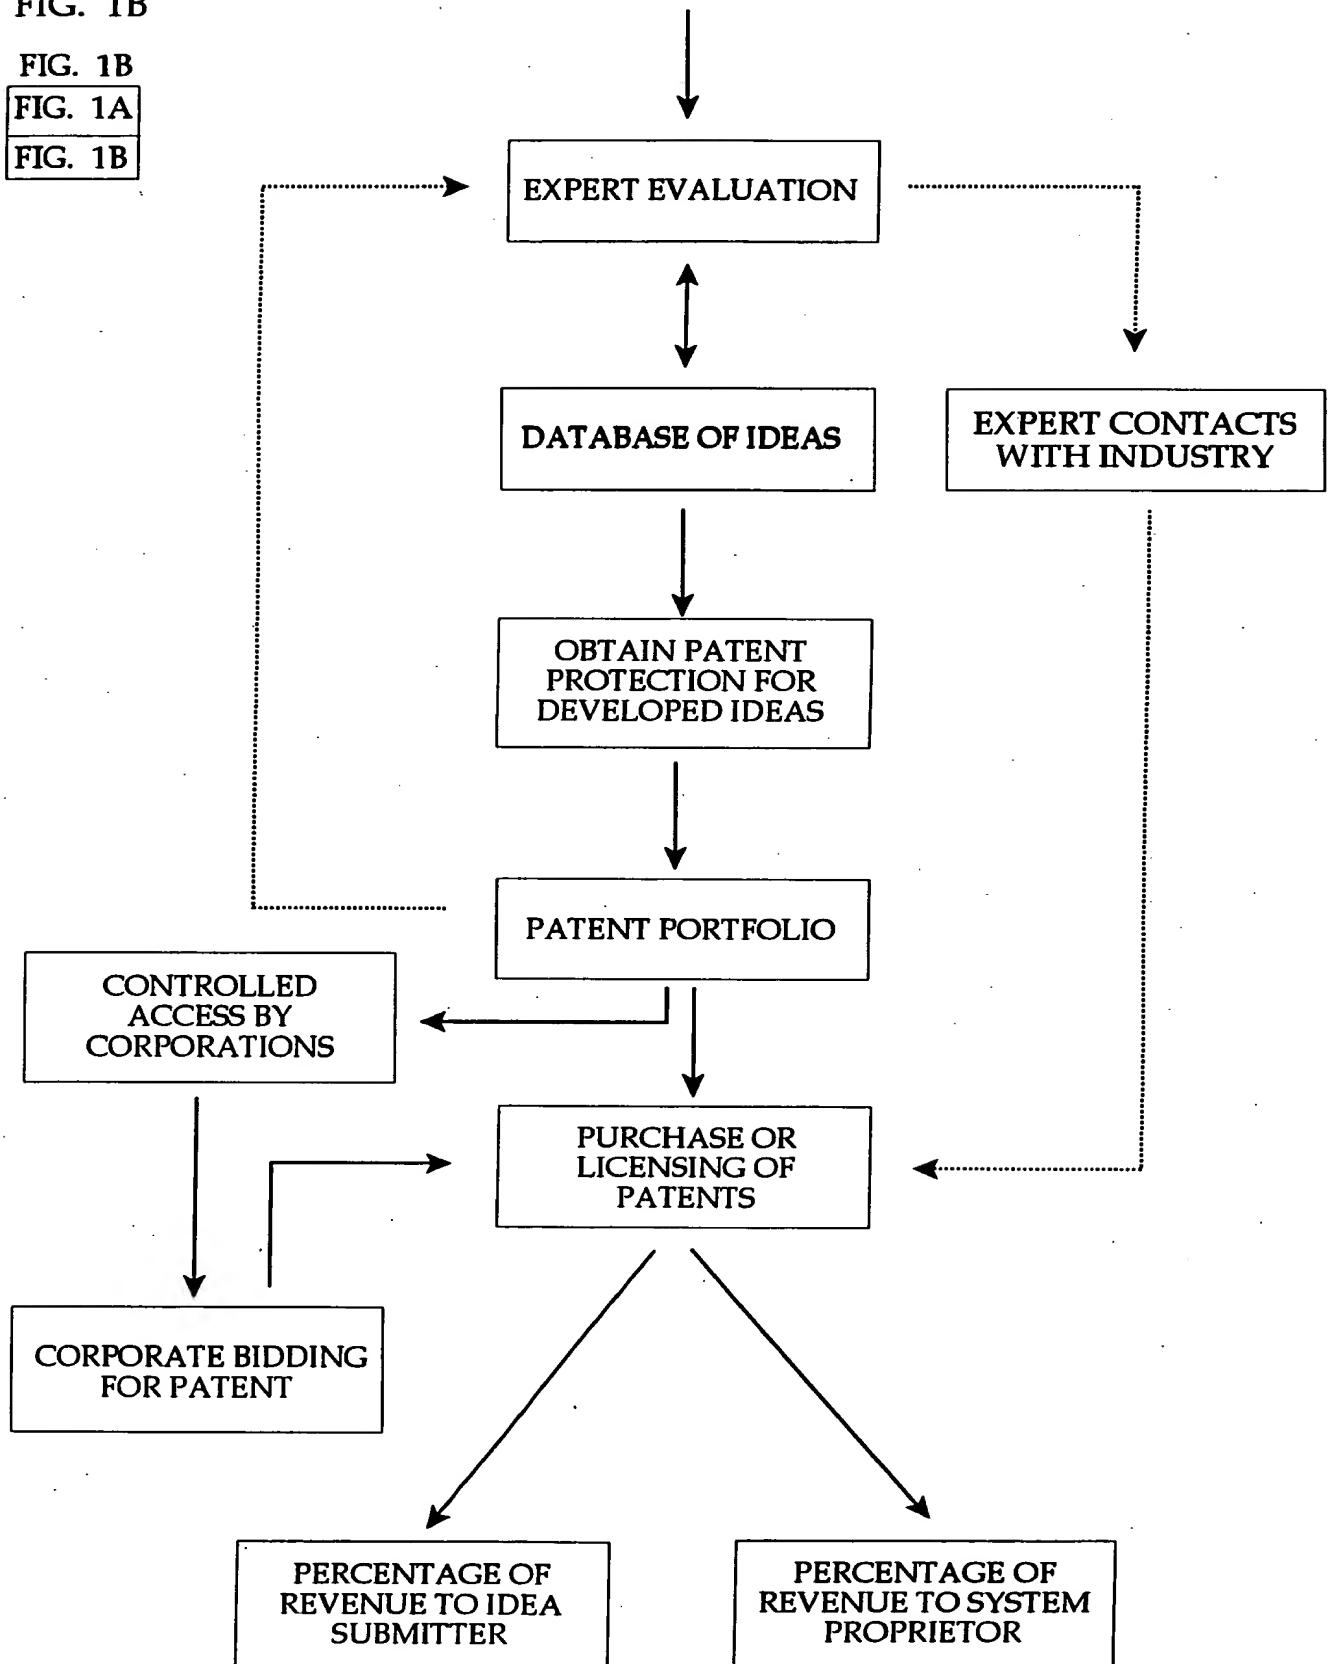 FIG. 1B
FIG. 1B
FIG. 1A
FIG. 1B
EXPERT EVALUATION
DATABASE OF IDEAS
EXPERT CONTACTS
WITH INDUSTRY
OBTAIN PATENT
PROTECTION FOR
DEVELOPED IDEAS
PATENT PORTFOLIO
CONTROLLED
ACCESS BY
CORPORATIONS
PURCHASE OR
LICENSING OF
PATENTS
CORPORATE BIDDING
FOR PATENT
PERCENTAGE OF
REVENUE TO IDEA
SUBMITTER
PERCENTAGE OF
REVENUE TO SYSTEM
PROPRIETOR